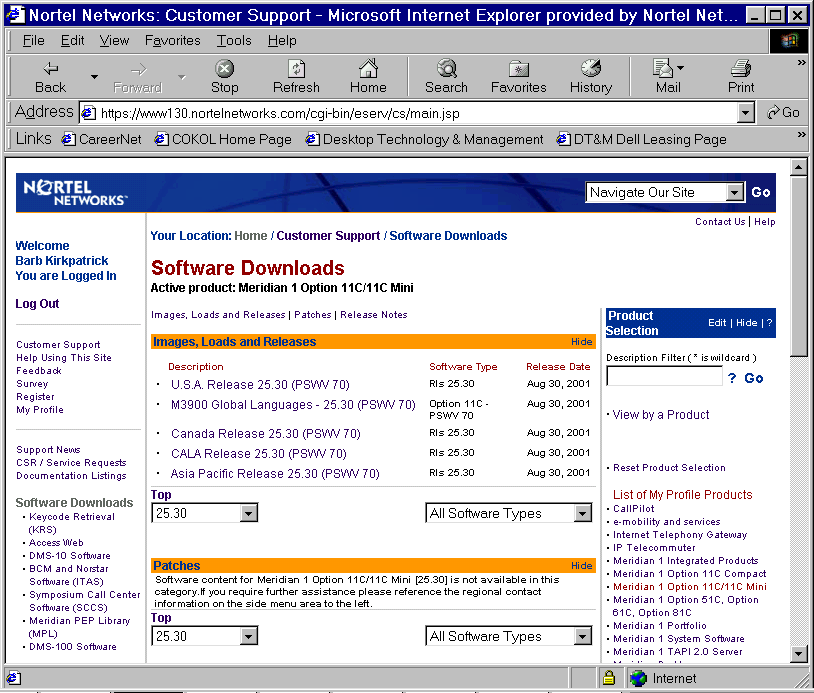 Nortel Networks: Customer Support - Microsoft Internet Explorer provided by Nortel Net...
File Edit View Favorites Tools Help
Back Forward Stop Refresh Home Search Favorites History Mail Print
Address https://www130.nortelnetworks.com/cgi-bin/eserv/cs/main.jsp Go
Links CareerNet COKOL Home Page Desktop Technology & Management DT&M Dell Leasing Page
NORTEL
NETWORKS™
Navigate Our Site Go
Contact Us | Help
Welcome
Barb Kirkpatrick
You are Logged In
Log Out
Customer Support
Help Using This Site
Feedback
Survey
Register
My Profile
Support News
CSR / Service Requests
Documentation Listings
Software Downloads
• Keycode Retrieval
(KRS)
• Access Web
• DMS-10 Software
• BCM and Norstar
Software (ITAS)
• Symposium Call Center
Software (SCCS)
• Meridian PEP Library
(MPL)
• DMS-100 Software
Your Location: Home / Customer Support / Software Downloads
Software Downloads
Active product: Meridian 1 Option 11C/11C Mini
Images, Loads and Releases | Patches | Release Notes
Images, Loads and Releases Hide
Description Software Type Release Date
• U.S.A. Release 25.30 (PSWV 70) Rls 25.30 Aug 30, 2001
• M3900 Global Languages - 25.30 (PSWV 70) Option 11C - Aug 30, 2001
PSWV 70
• Canada Release 25.30 (PSWV 70) Rls 25.30 Aug 30, 2001
• CALA Release 25.30 (PSWV 70) Rls 25.30 Aug 30, 2001
• Asia Pacific Release 25.30 (PSWV 70) Rls 25.30 Aug 30, 2001
Top
25.30 All Software Types
Patches Hide
Software content for Meridian 1 Option 11C/11C Mini [25.30] is not available in this
category.If you require further assistance please reference the regional contact
information on the side menu area to the left.
Top
25.30 All Software Types
Product
Selection
Edit | Hide | ?
Description Filter ( * is wildcard )
? Go
• View by a Product
• Reset Product Selection
List of My Profile Products
• CallPilot
• e-mobility and services
• Internet Telephony Gateway
• IP Telecommuter
• Meridian 1 Integrated Products
• Meridian 1 Option 11C Compact
• Meridian 1 Option 11C/11C Mini
• Meridian 1 Option 51C, Option
61C, Option 81C
• Meridian 1 Portfolio
• Meridian 1 System Software
• Meridian 1 TAPI 2.0 Server
Internet